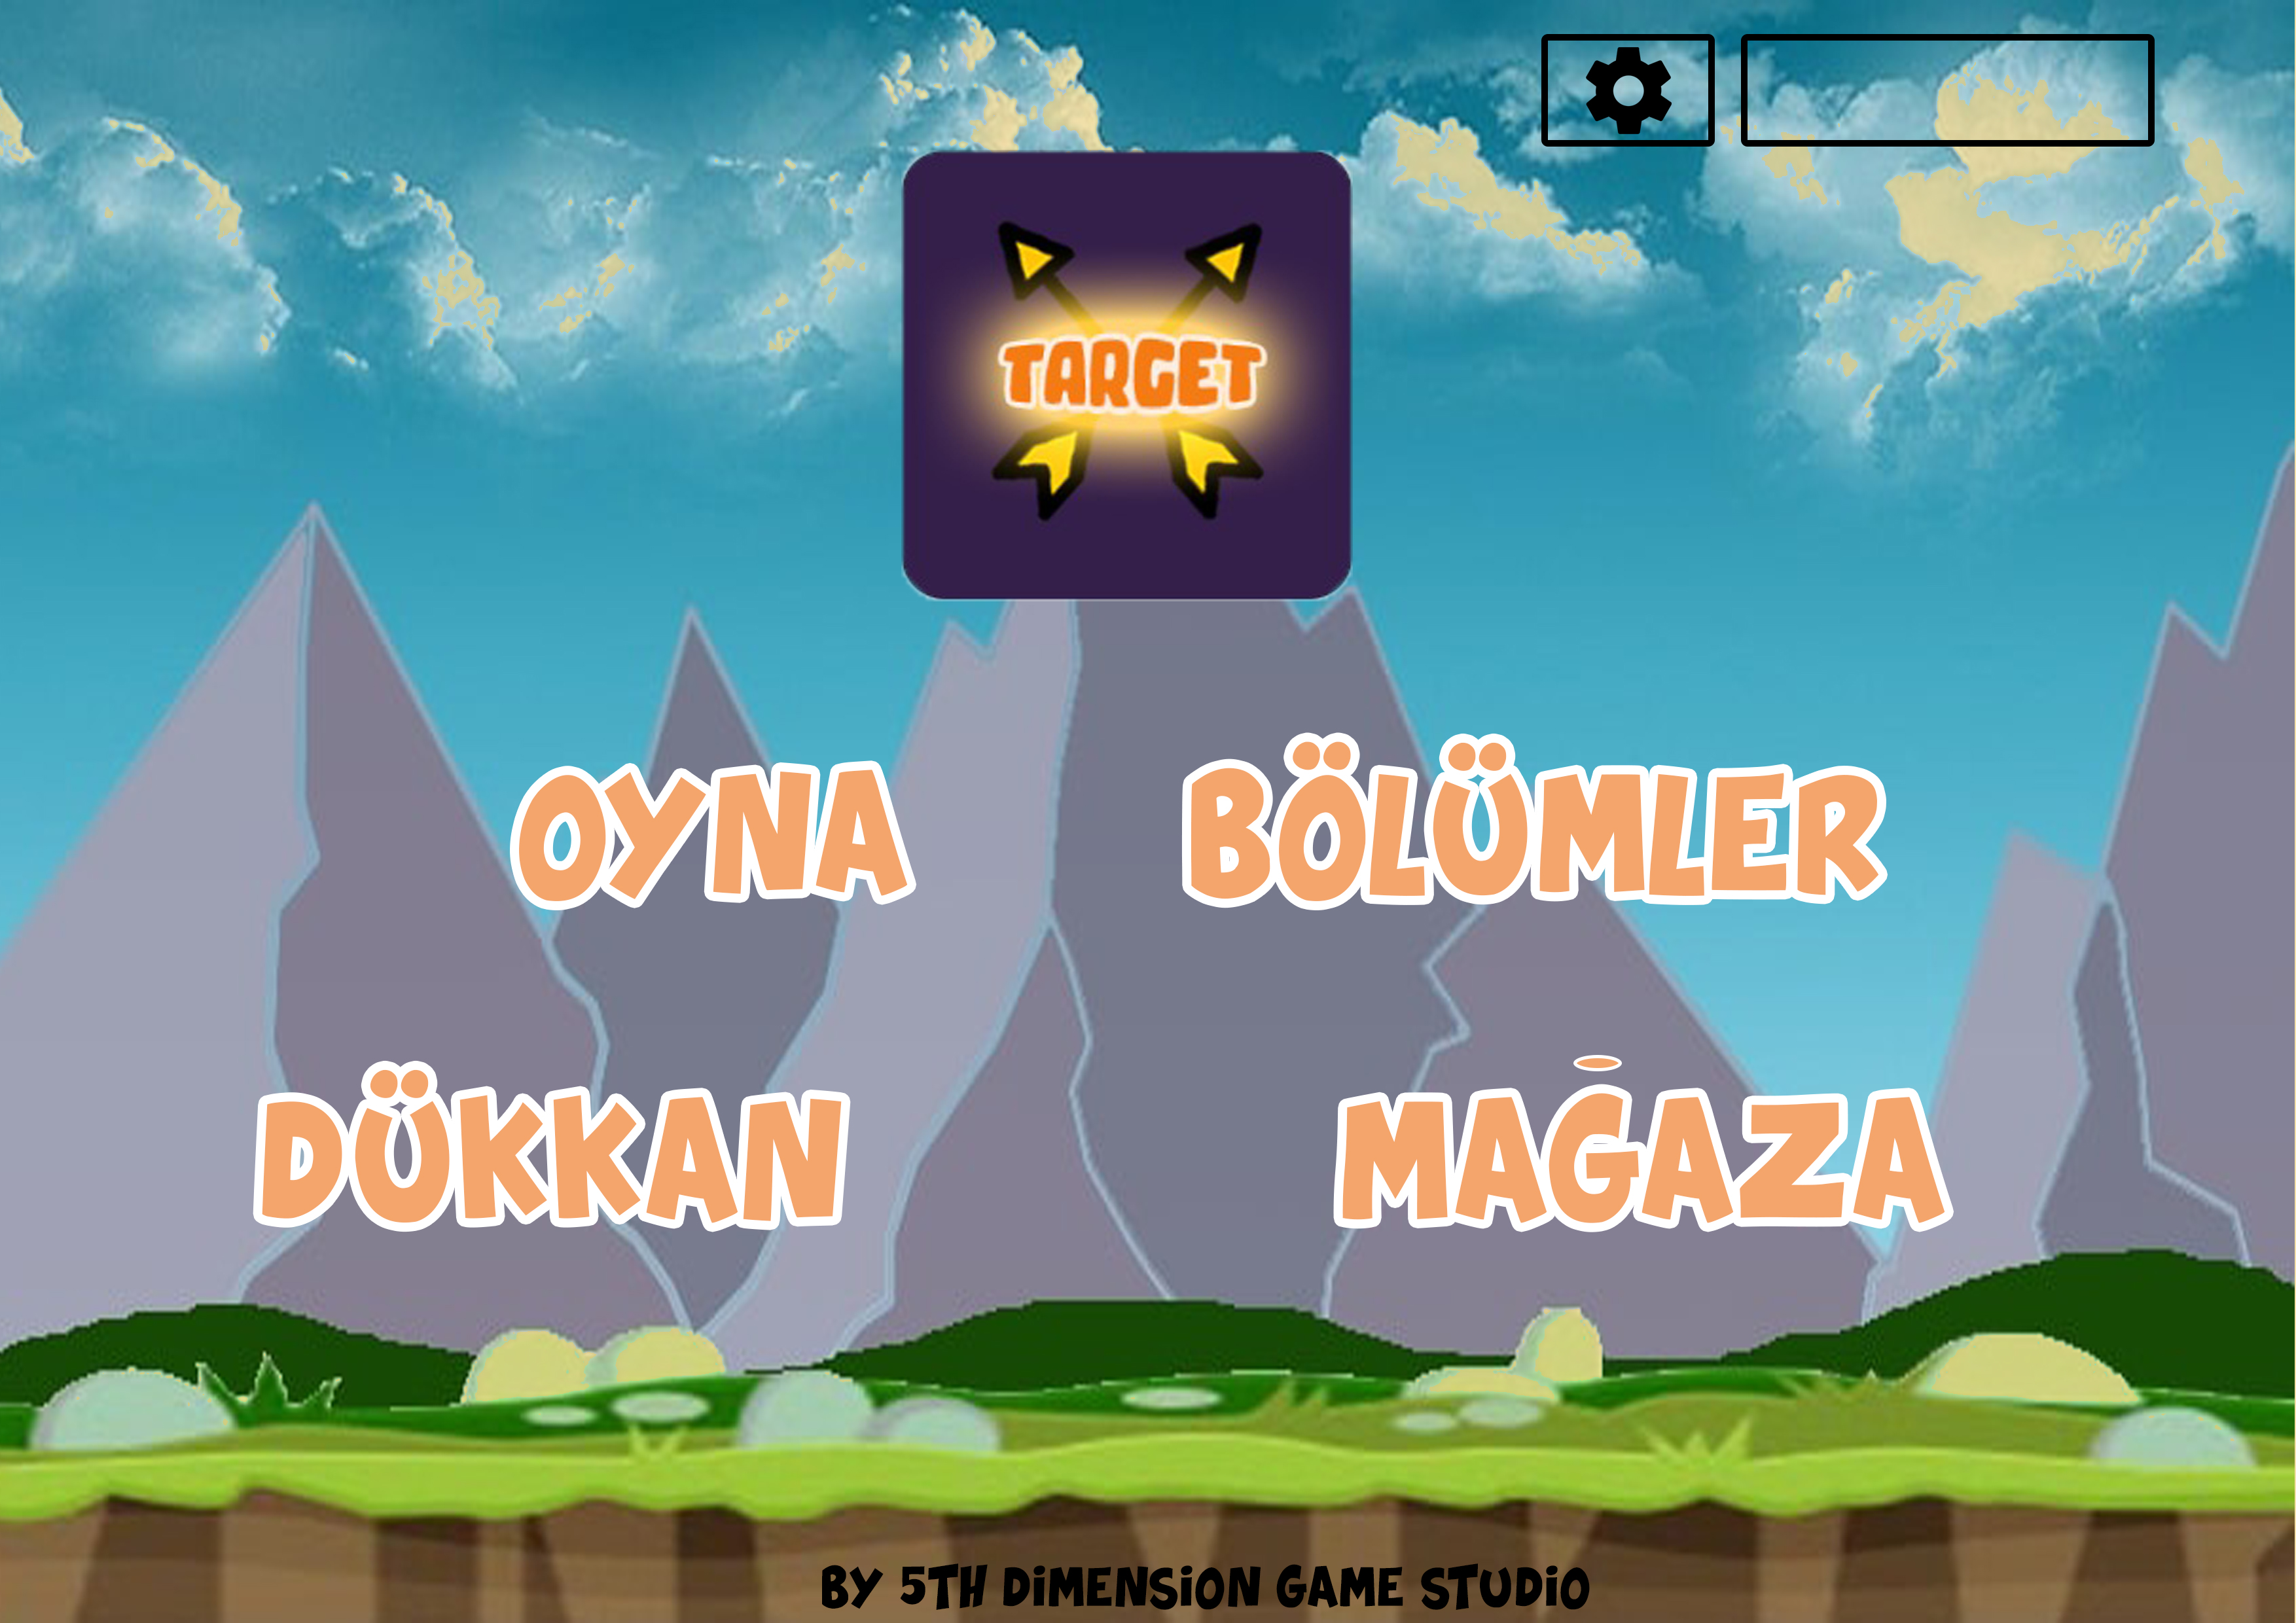 TARGET
OYNA
BÖLÜMLER
DÜKKAN
MAĞAZA
BY 5TH DiMENSiON GAME STUDiO